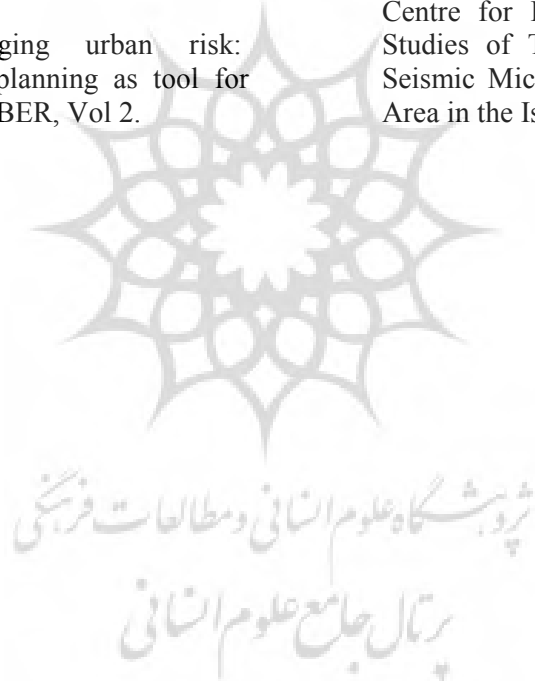 ging urban risk:
planning as tool for
BER, Vol 2.
Centre for
Studies of T
Seismic Mic
Area in the Is
پژوهشگاه علوم انسانی و مطالعات فرهنگی
پرتال جامع علوم انسانی